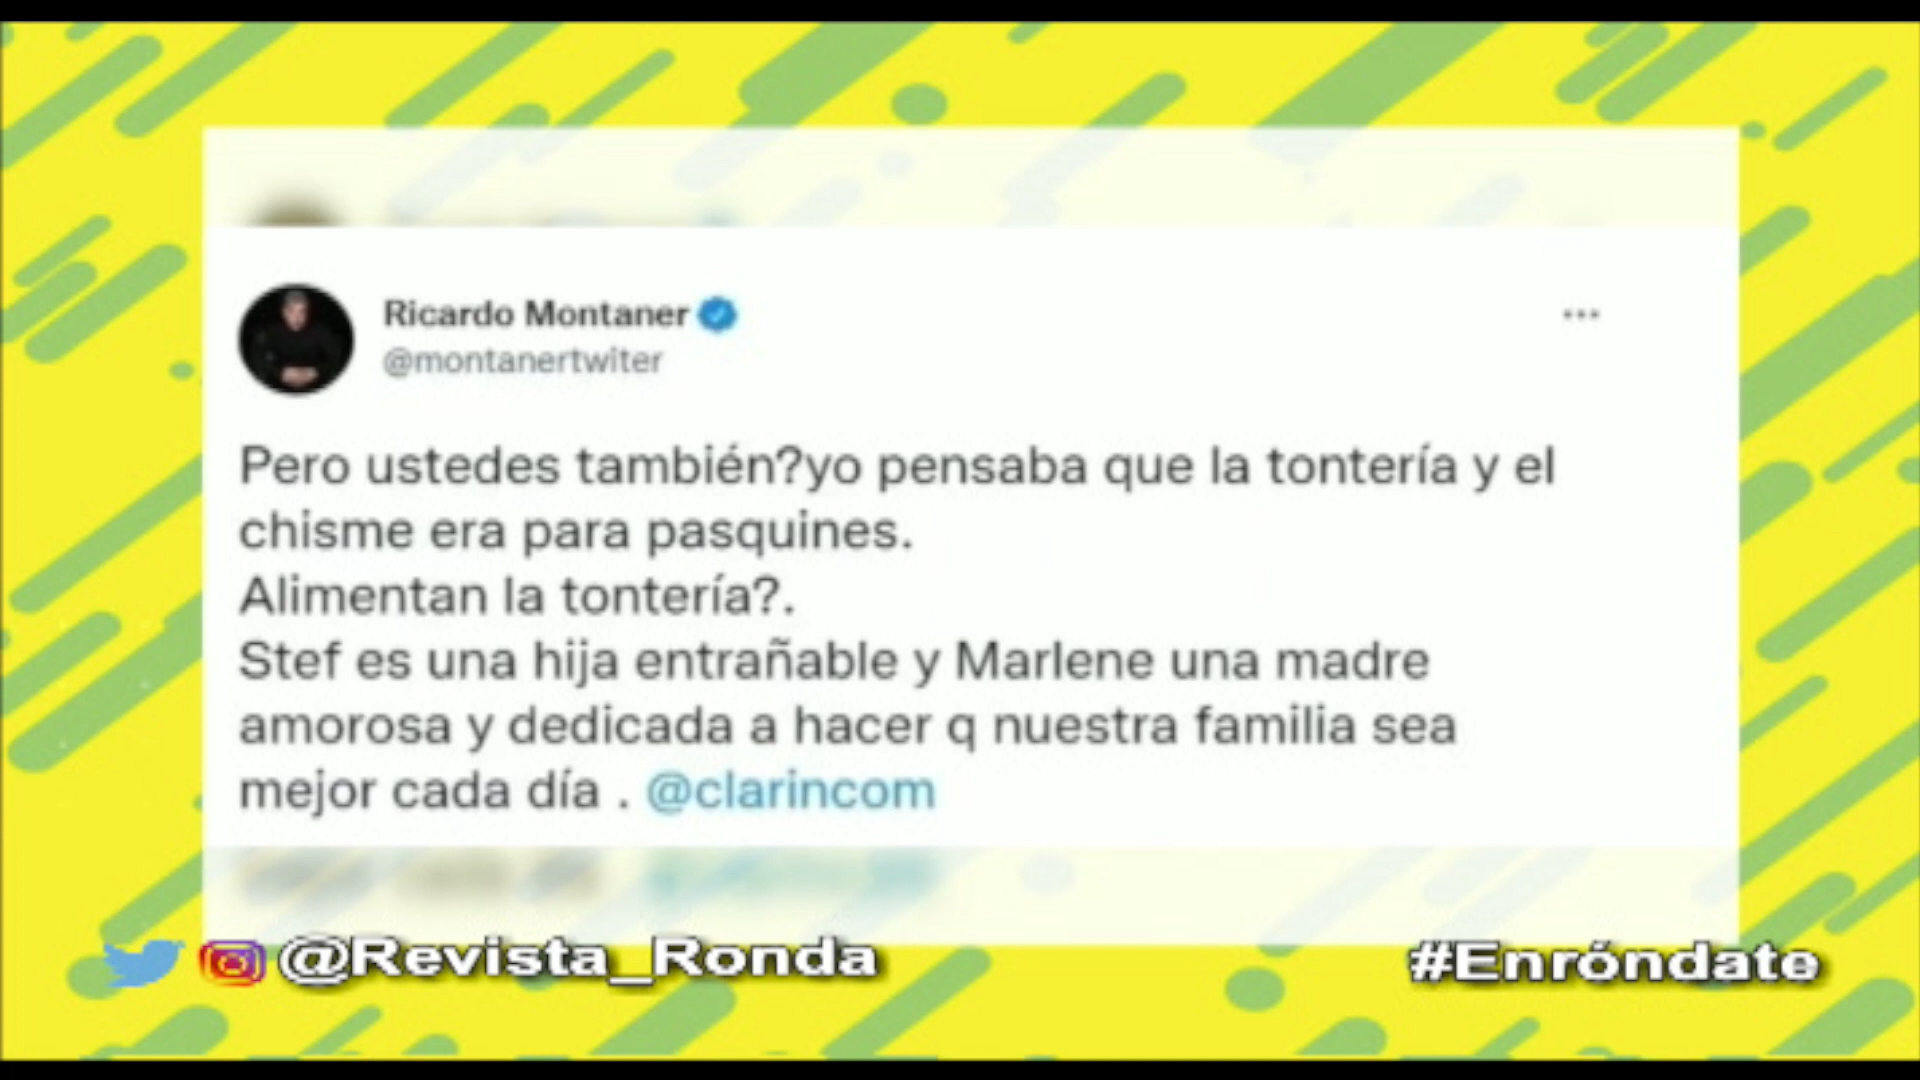 Ricardo Montaner
@montanertwiter
Pero ustedes también?yo pensaba que la tontería y el
chisme era para pasquines.
Alimentan la tontería?.
Stef es una hija entrañable y Marlene una madre
amorosa y dedicada a hacer q nuestra familia sea
mejor cada día . @clarincom
@Revista_Ronda
#Enróndate